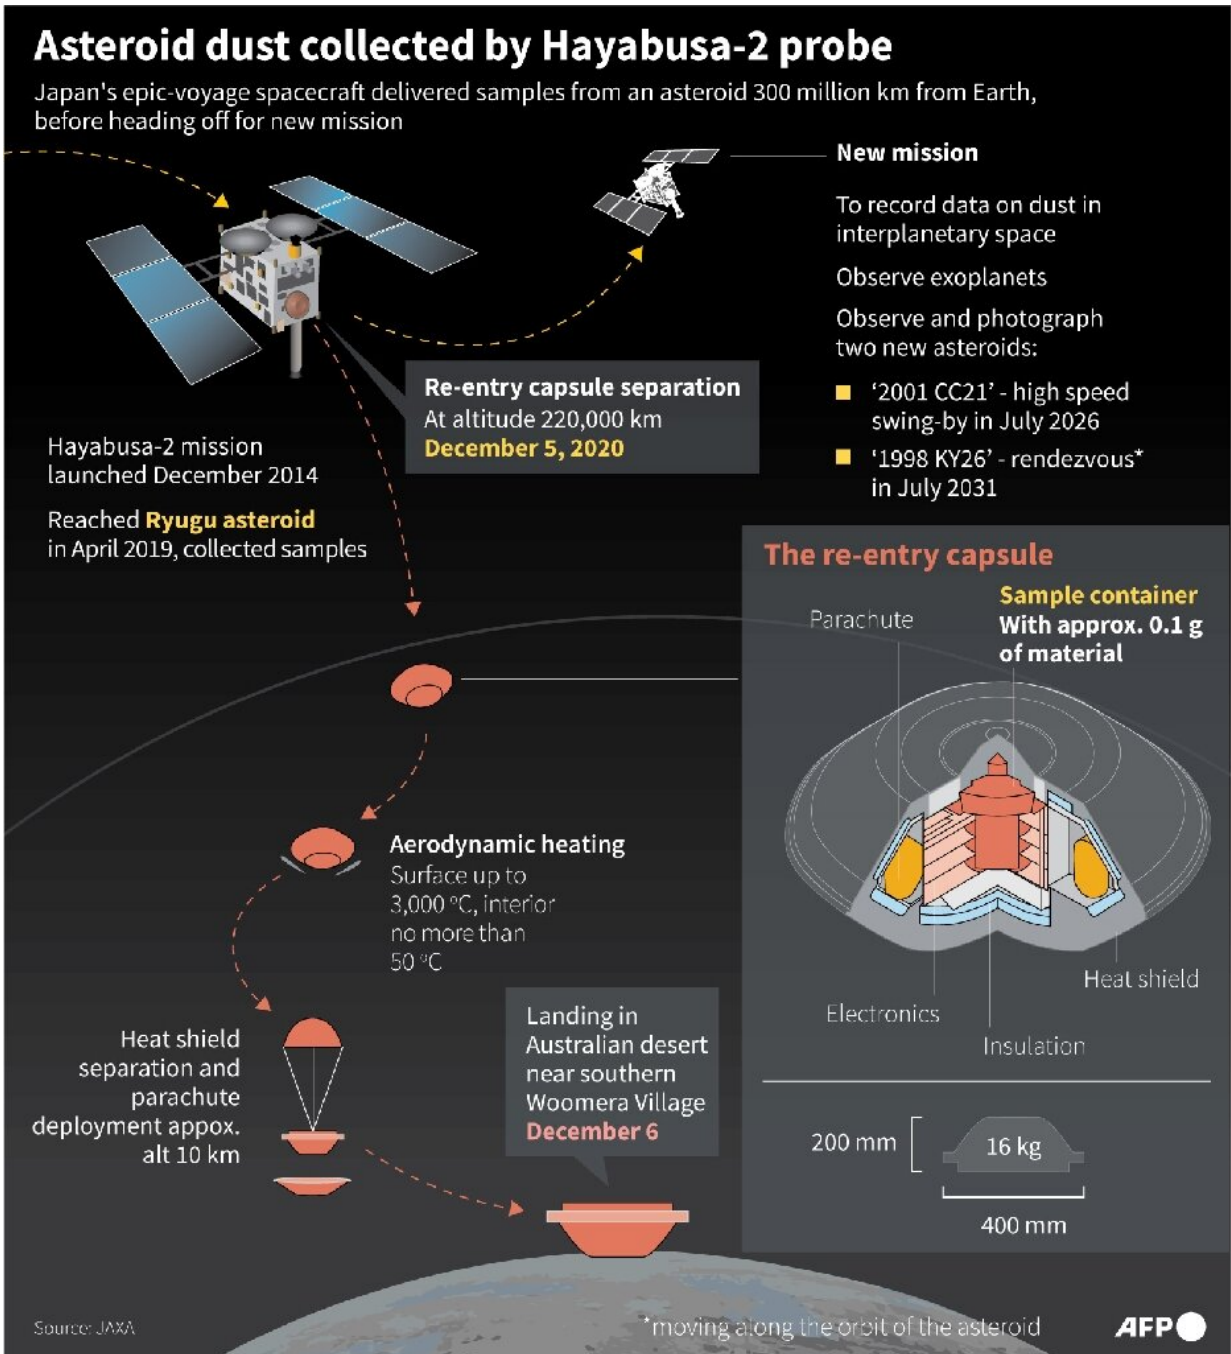 Asteroid dust collected by Hayabusa-2 probe
Japan's epic-voyage spacecraft delivered samples from an asteroid 300 million km from Earth,
before heading off for new mission
New mission
To record data on dust in
interplanetary space
Observe exoplanets
Observe and photograph
two new asteroids:
‘2001 CC21’ - high speed
swing-by in July 2026
‘1998 KY26’ - rendezvous*
in July 2031
Re-entry capsule separation
At altitude 220,000 km
December 5, 2020
Hayabusa-2 mission
launched December 2014
Reached Ryugu asteroid
in April 2019, collected samples
The re-entry capsule
Sample container
With approx. 0.1 g
of material
Parachute
Heat shield
Electronics
Insulation
200 mm
16 kg
400 mm
Aerodynamic heating
Surface up to
3,000 ºC, interior
no more than
50 ºC
Heat shield
separation and
parachute
deployment appox.
alt 10 km
Landing in
Australian desert
near southern
Woomera Village
December 6
Source: JAXA
*moving along the orbit of the asteroid
AFP